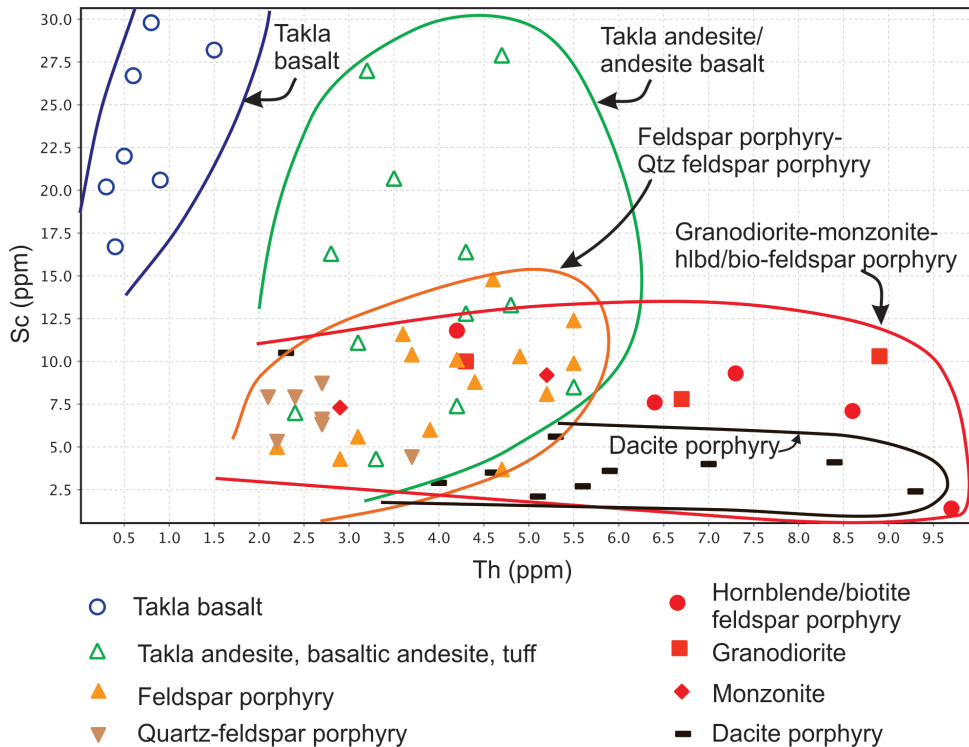 30.0
27.5
25.0
22.5
20.0
17.5
15.0
12.5
10.0
7.5
5.0
2.5
Sc (ppm)
Takla
basalt
Takla andesite/
andesite basalt
Feldspar porphyry-
Qtz feldspar porphyry
Granodiorite-monzonite-
hlbd/bio-feldspar porphyry
Dacite porphyry
0.5 1.0 1.5 2.0 2.5 3.0 3.5 4.0 4.5 5.0 5.5 6.0 6.5 7.0 7.5 8.0 8.5 9.0 9.5
Th (ppm)
Takla basalt
Takla andesite, basaltic andesite, tuff
Feldspar porphyry
Quartz-feldspar porphyry
Hornblende/biotite
feldspar porphyry
Granodiorite
Monzonite
Dacite porphyry